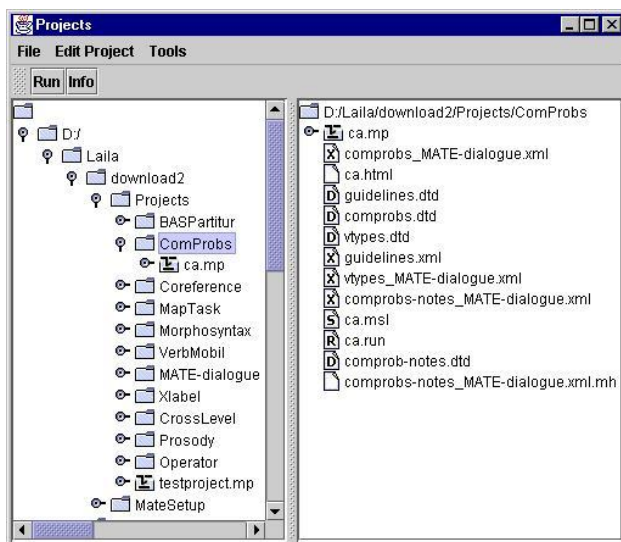 Projects
File Edit Project Tools
Run Info
D:/
Laila
download2
Projects
BASPartitur
ComProbs
ca.mp
Coreference
MapTask
Morphosyntax
VerbMobil
MATE-dialogue
Xlabel
CrossLevel
Prosody
Operator
testproject.mp
MateSetup
D:/Laila/download2/Projects/ComProbs
ca.mp
comprobs_MATE-dialogue.xml
ca.html
guidelines.dtd
comprobs.dtd
vtypes.dtd
guidelines.xml
vtypes_MATE-dialogue.xml
comprobs-notes_MATE-dialogue.xml
ca.msl
ca.run
comprob-notes.dtd
comprobs-notes_MATE-dialogue.xml.mh